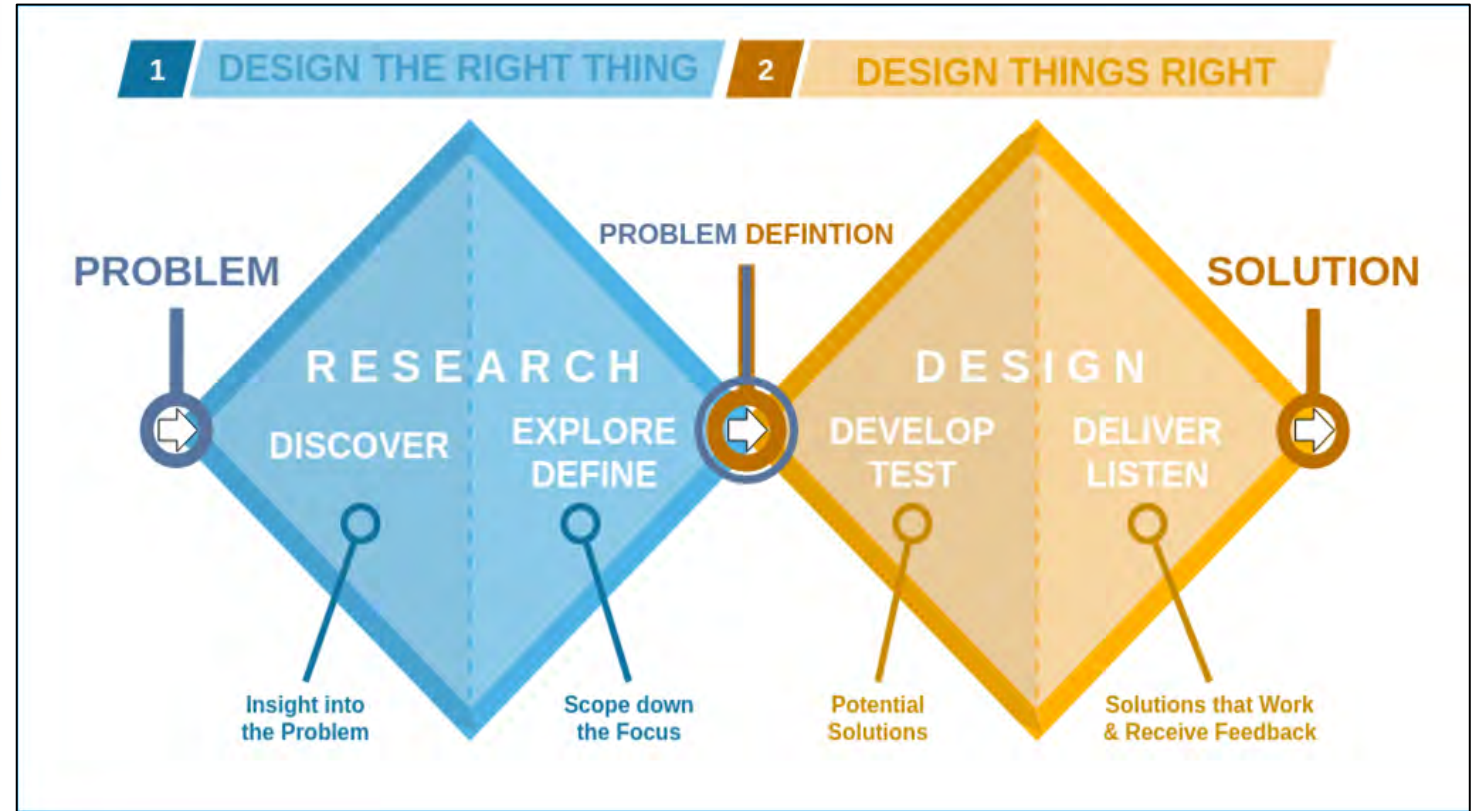 1 DESIGN THE RIGHT THING 2 DESIGN THINGS RIGHT
PROBLEM DEFINTION
PROBLEM
SOLUTION
RESEARCH
DISCOVER
EXPLORE
DEFINE
DESIGN
DEVELOP
TEST
DELIVER
LISTEN
Insight into
the Problem
Scope down
the Focus
Potential
Solutions
Solutions that Work
& Receive Feedback